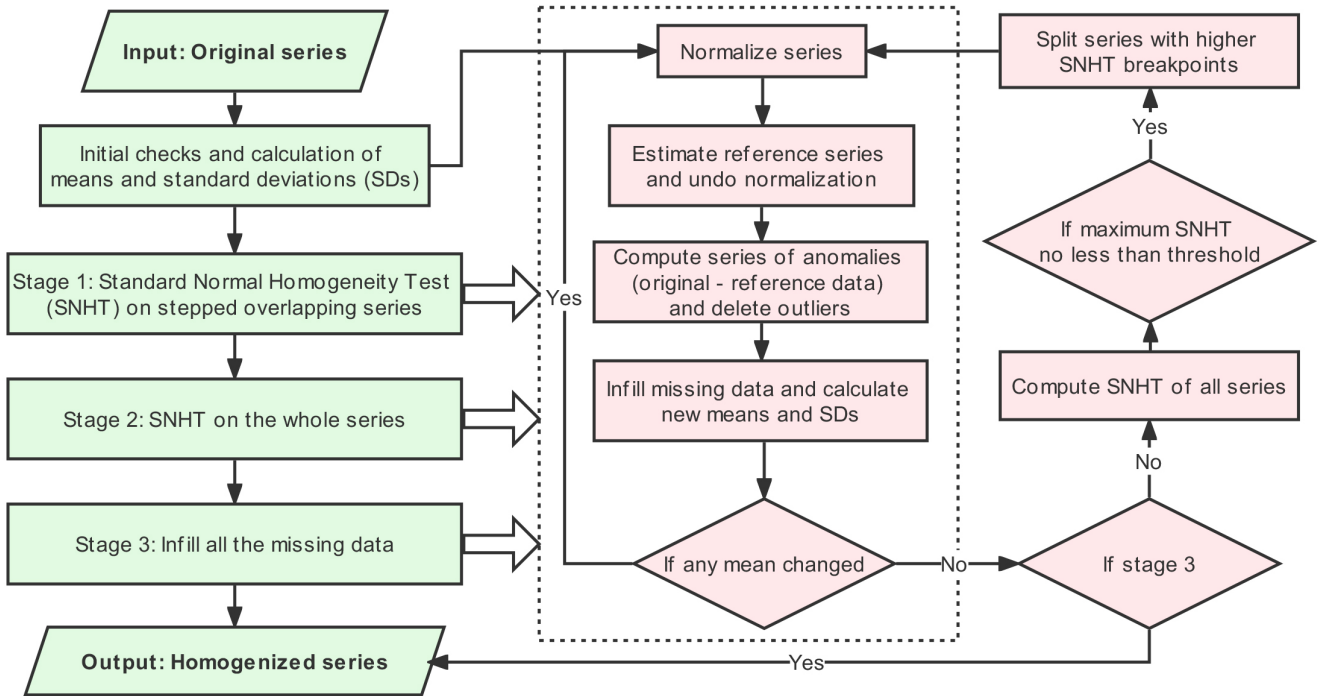 Input: Original series
Initial checks and calculation of
means and standard deviations (SDs)
Stage 1: Standard Normal Homogeneity Test
(SNHT) on stepped overlapping series
Stage 2: SNHT on the whole series
Stage 3: Infill all the missing data
Output: Homogenized series
Normalize series
Estimate reference series
and undo normalization
Compute series of anomalies
(original - reference data)
and delete outliers
Infill missing data and calculate
new means and SDs
If any mean changed
Yes
No
If stage 3
No
Yes
Compute SNHT of all series
If maximum SNHT
no less than threshold
Yes
Split series with higher
SNHT breakpoints